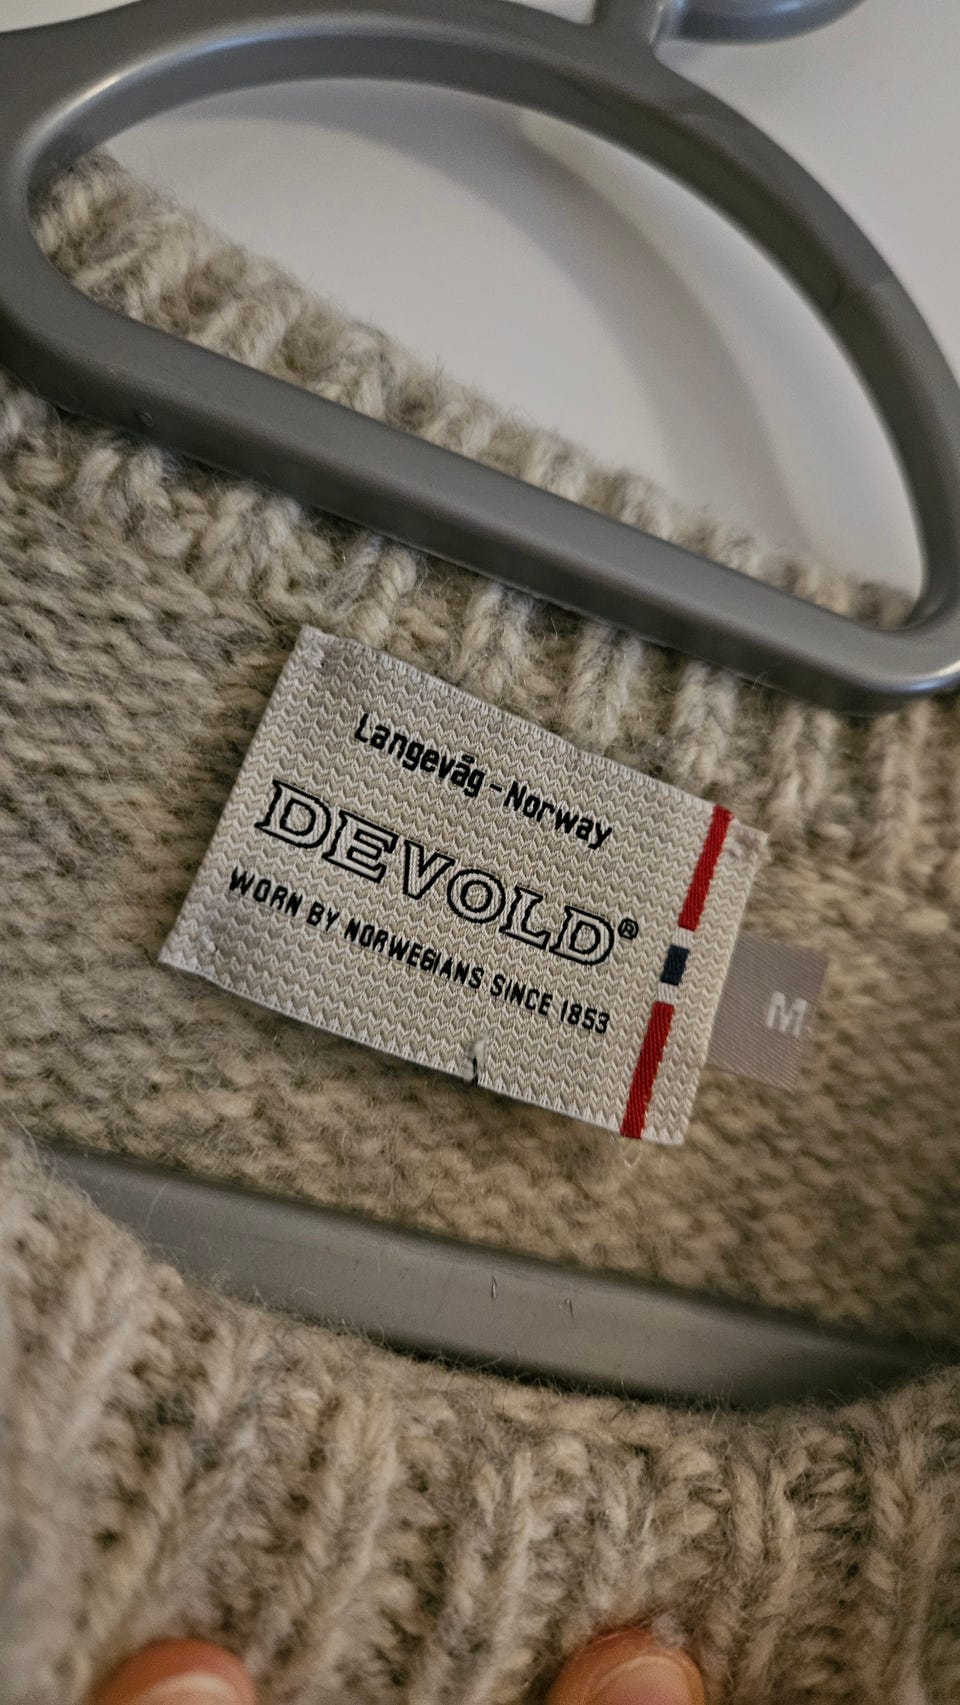 Langevåg - Norway
DEVOLD®
WORN BY NORWEGIANS SINCE 1853
M